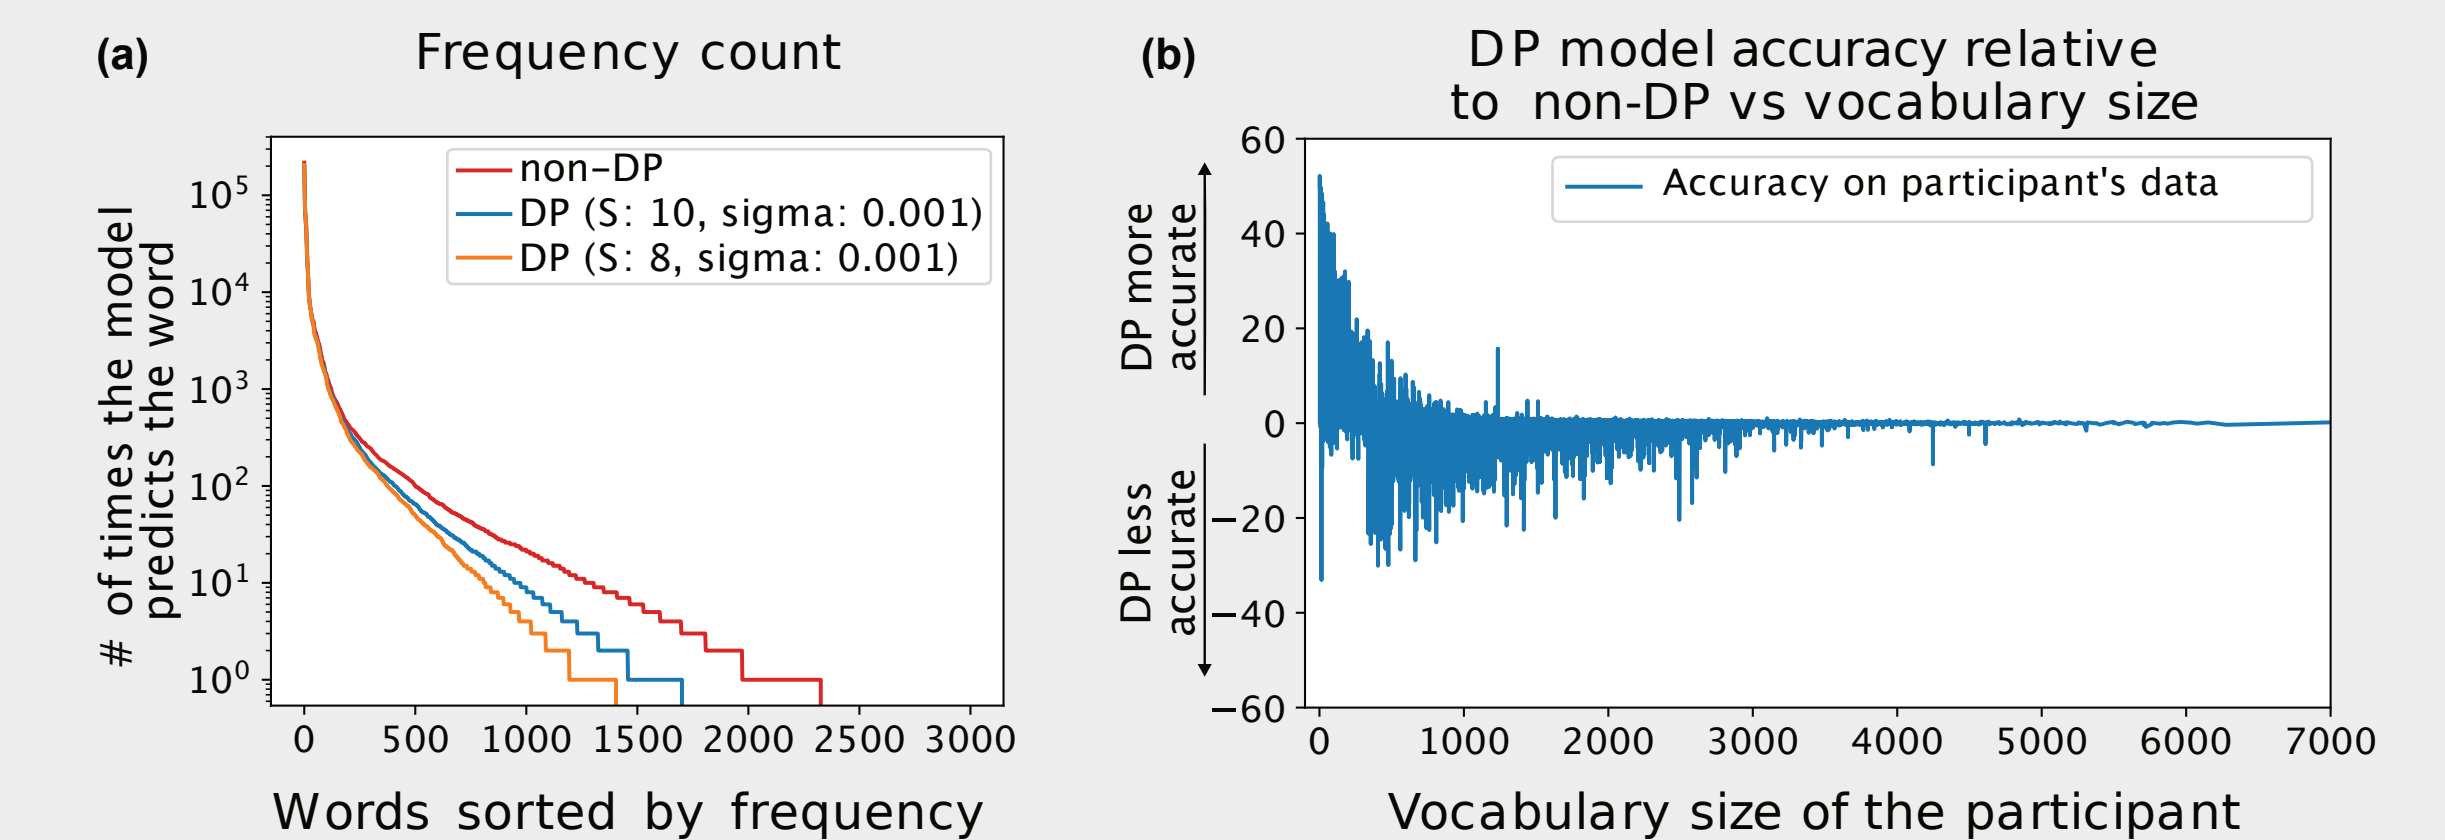 (a)
Frequency count
# of times the model
predicts the word
10⁵
10⁴
10³
10²
10¹
10⁰
non–DP
DP (S: 10, sigma: 0.001)
DP (S: 8, sigma: 0.001)
0 500 1000 1500 2000 2500 3000
Words sorted by frequency
(b)
DP model accuracy relative
to non-DP vs vocabulary size
DP more
accurate
DP less
accurate
60
40
20
0
−20
−40
−60
Accuracy on participant's data
0 1000 2000 3000 4000 5000 6000 7000
Vocabulary size of the participant